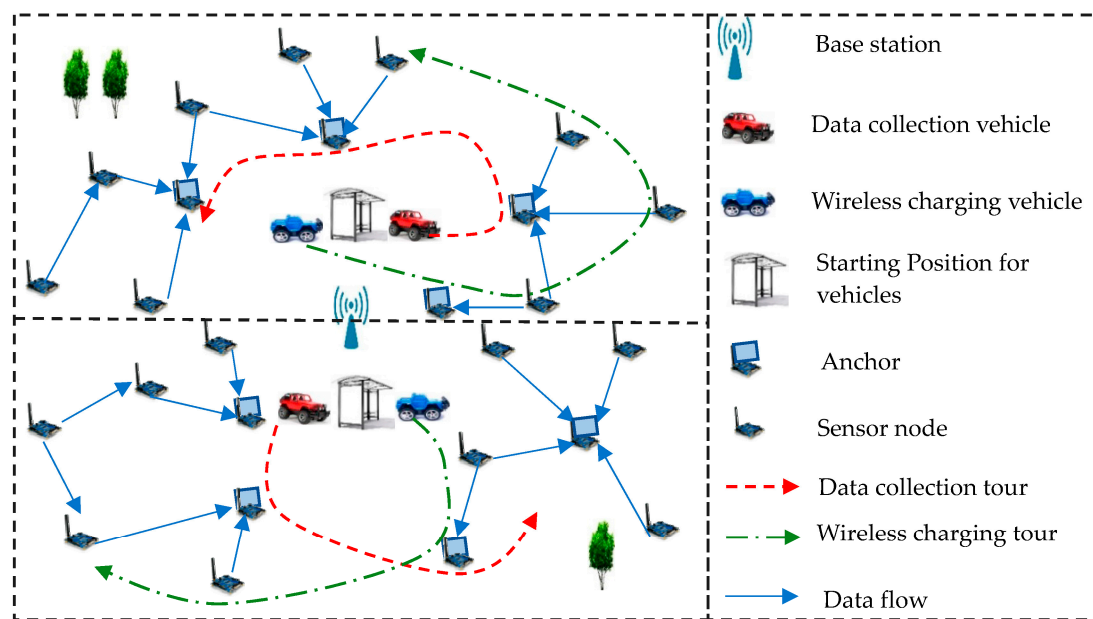 Base station
Data collection vehicle
Wireless charging vehicle
Starting Position for
vehicles
Anchor
Sensor node
Data collection tour
Wireless charging tour
Data flow